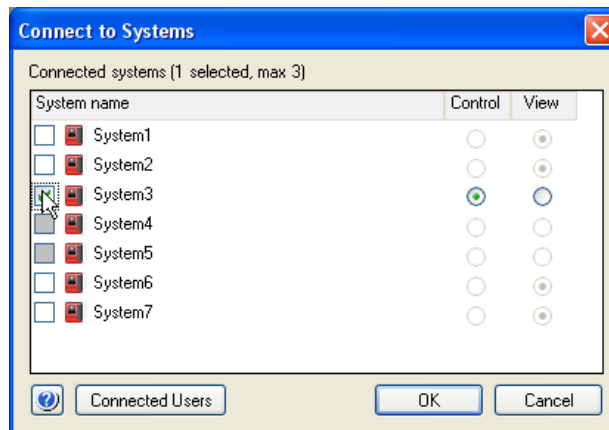 Connect to Systems
Connected systems (1 selected, max 3)
System name Control View
System1
System2
System3
System4
System5
System6
System7
Connected Users OK Cancel